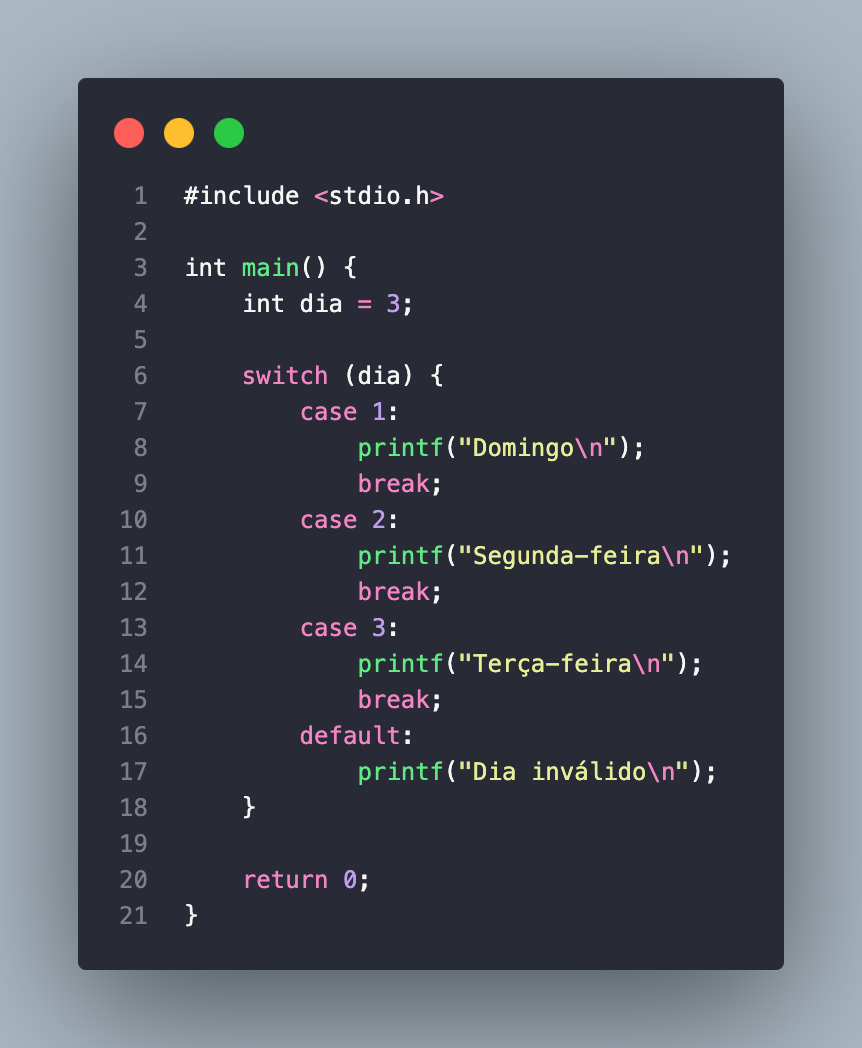 1 #include <stdio.h>
2
3 int main() {
4     int dia = 3;
5
6     switch (dia) {
7         case 1:
8             printf("Domingo\n");
9             break;
10         case 2:
11             printf("Segunda-feira\n");
12             break;
13         case 3:
14             printf("Terça-feira\n");
15             break;
16         default:
17             printf("Dia inválido\n");
18     }
19
20     return 0;
21 }